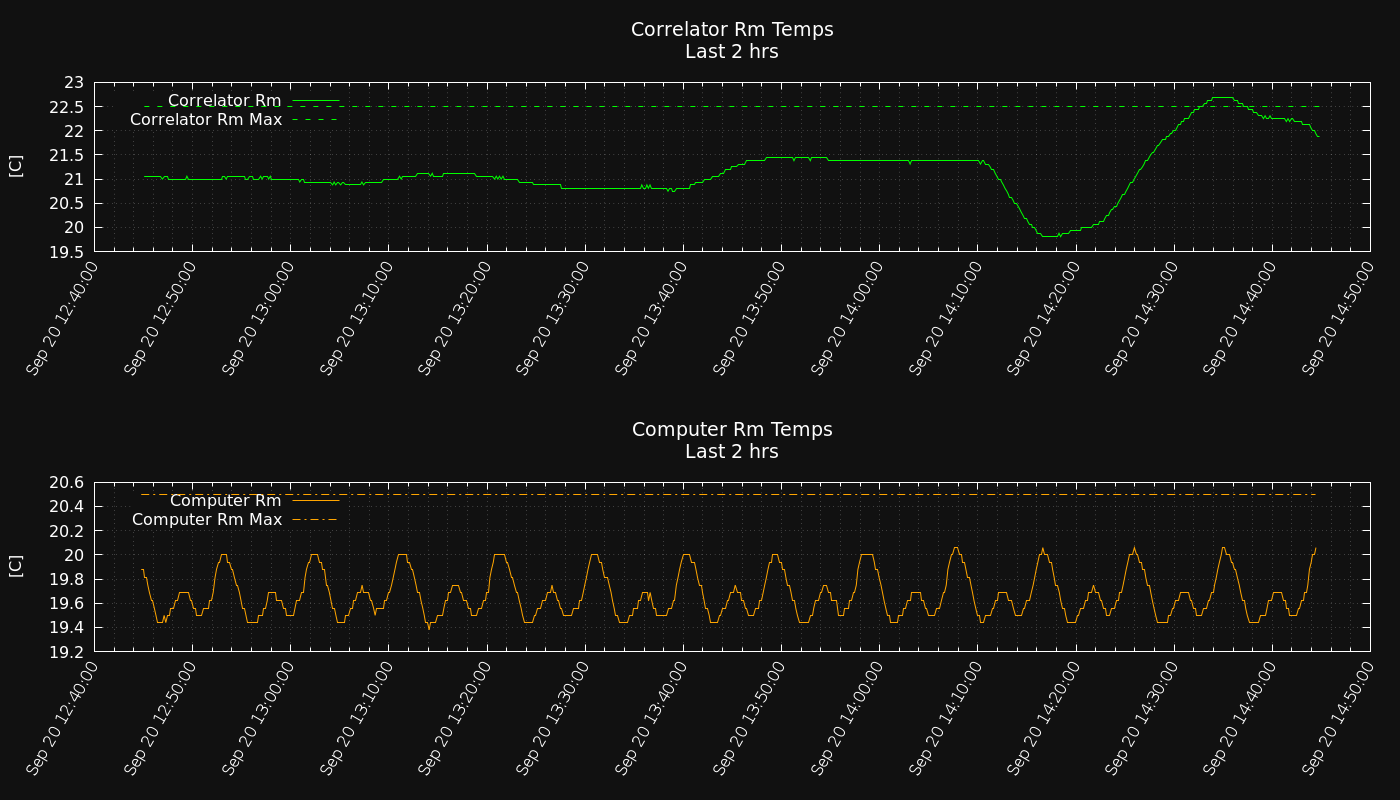 Correlator Rm Temps
Last 2 hrs
23
22.5
22
21.5
21
20.5
20
19.5
[C]
Correlator Rm
Correlator Rm Max
Sep 20 12:40:00
Sep 20 12:50:00
Sep 20 13:00:00
Sep 20 13:10:00
Sep 20 13:20:00
Sep 20 13:30:00
Sep 20 13:40:00
Sep 20 13:50:00
Sep 20 14:00:00
Sep 20 14:10:00
Sep 20 14:20:00
Sep 20 14:30:00
Sep 20 14:40:00
Sep 20 14:50:00
Computer Rm Temps
Last 2 hrs
20.6
20.4
20.2
20
19.8
19.6
19.4
19.2
[C]
Computer Rm
Computer Rm Max
Sep 20 12:40:00
Sep 20 12:50:00
Sep 20 13:00:00
Sep 20 13:10:00
Sep 20 13:20:00
Sep 20 13:30:00
Sep 20 13:40:00
Sep 20 13:50:00
Sep 20 14:00:00
Sep 20 14:10:00
Sep 20 14:20:00
Sep 20 14:30:00
Sep 20 14:40:00
Sep 20 14:50:00